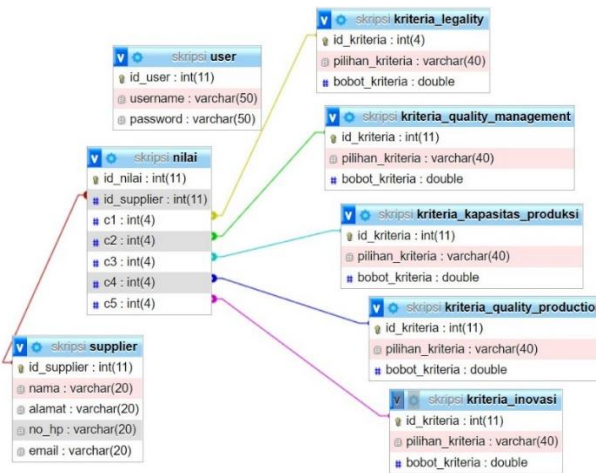 skripsi kriteria_legality
id_kriteria : int(4)
pilihan_kriteria : varchar(40)
bobot_kriteria : double
skripsi user
id_user : int(11)
username : varchar(50)
password : varchar(50)
skripsi kriteria_quality_management
id_kriteria : int(11)
pilihan_kriteria : varchar(40)
bobot_kriteria : double
skripsi nilai
id_nilai : int(11)
id_supplier : int(11)
c1 : int(4)
c2 : int(4)
c3 : int(4)
c4 : int(4)
c5 : int(4)
skripsi kriteria_kapasitas_produksi
id_kriteria : int(11)
pilihan_kriteria : varchar(40)
bobot_kriteria : double
skripsi kriteria_quality_production
id_kriteria : int(11)
pilihan_kriteria : varchar(40)
bobot_kriteria : double
skripsi supplier
id_supplier : int(11)
nama : varchar(20)
alamat : varchar(20)
no_hp : varchar(20)
email : varchar(20)
skripsi kriteria_inovasi
id_kriteria : int(11)
pilihan_kriteria : varchar(40)
bobot_kriteria : double